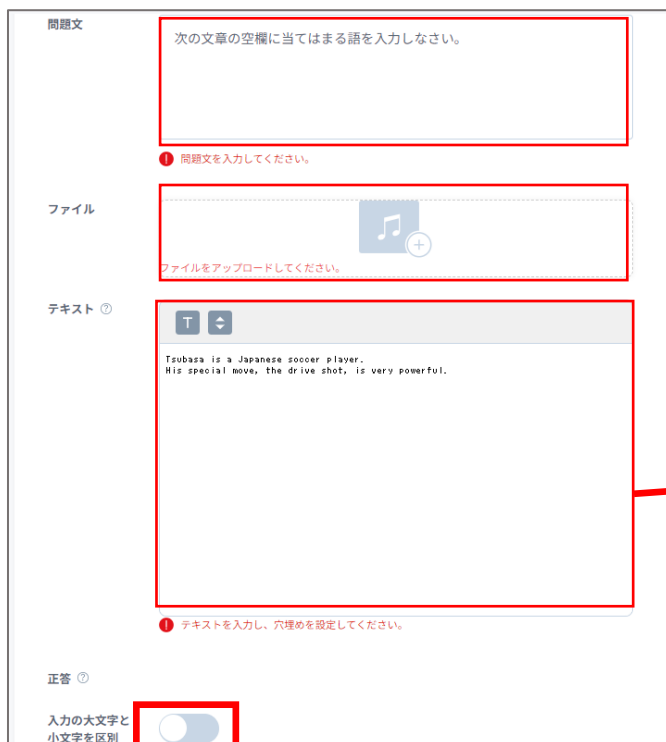 問題文
次の文章の空欄に当てはまる語を入力しなさい。
問題文を入力してください。
ファイル
ファイルをアップロードしてください。
テキスト
T
Tsubasa is a Japanese soccer player.
His special move, the drive shot, is very powerful.
テキストを入力し、穴埋めを設定してください。
正答
入力の大文字と
小文字を区別